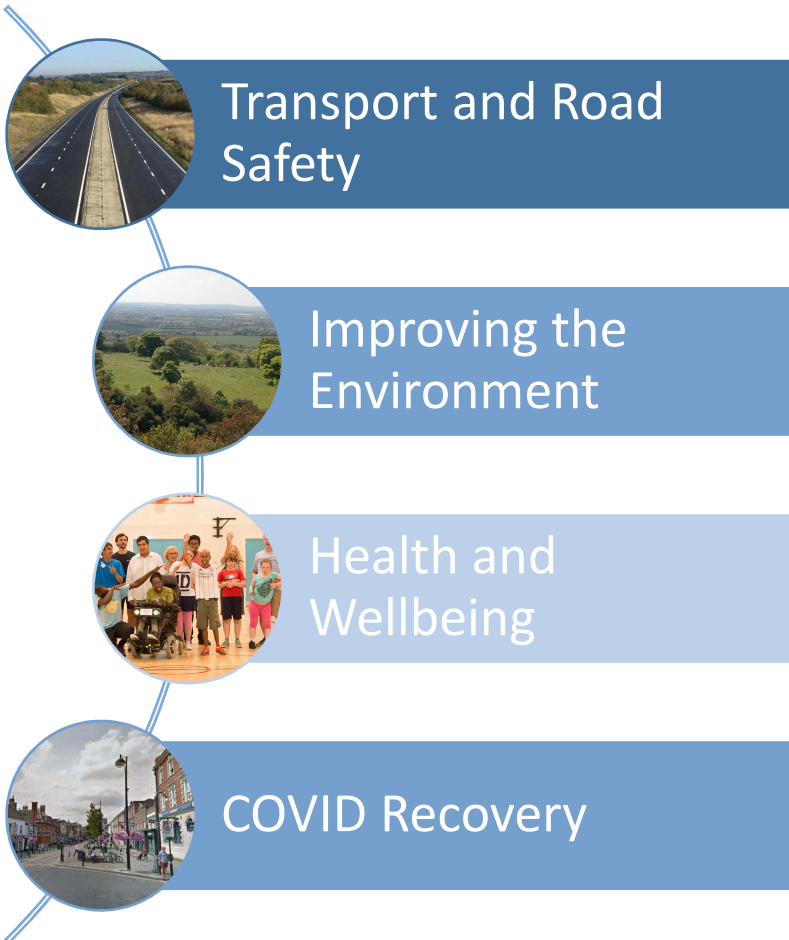 Transport and Road
Safety
Improving the
Environment
Health and
Wellbeing
COVID Recovery